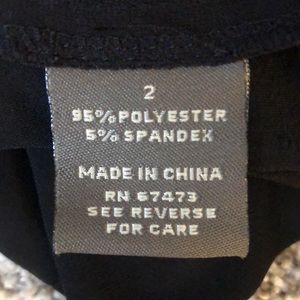 2
95% POLYESTER
5% SPANDEX
MADE IN CHINA
RN 67473
SEE REVERSE
FOR CARE